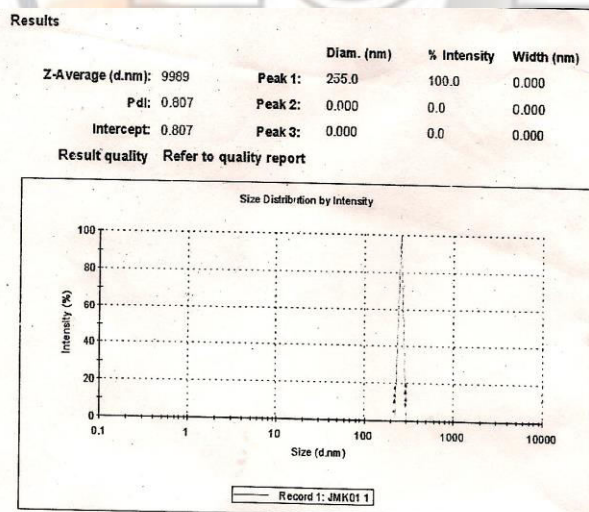 Results
Diam. (nm) % Intensity Width (nm)
Z-Average (d.nm): 9989 Peak 1: 255.0 100.0 0.000
PdI: 0.807 Peak 2: 0.000 0.0 0.000
Intercept: 0.807 Peak 3: 0.000 0.0 0.000
Result quality Refer to quality report
Size Distribution by Intensity
Intensity (%)
100
80
60
40
20
0
0.1 1 10 100 1000 10000
Size (d.nm)
Record 1: JMK01 1